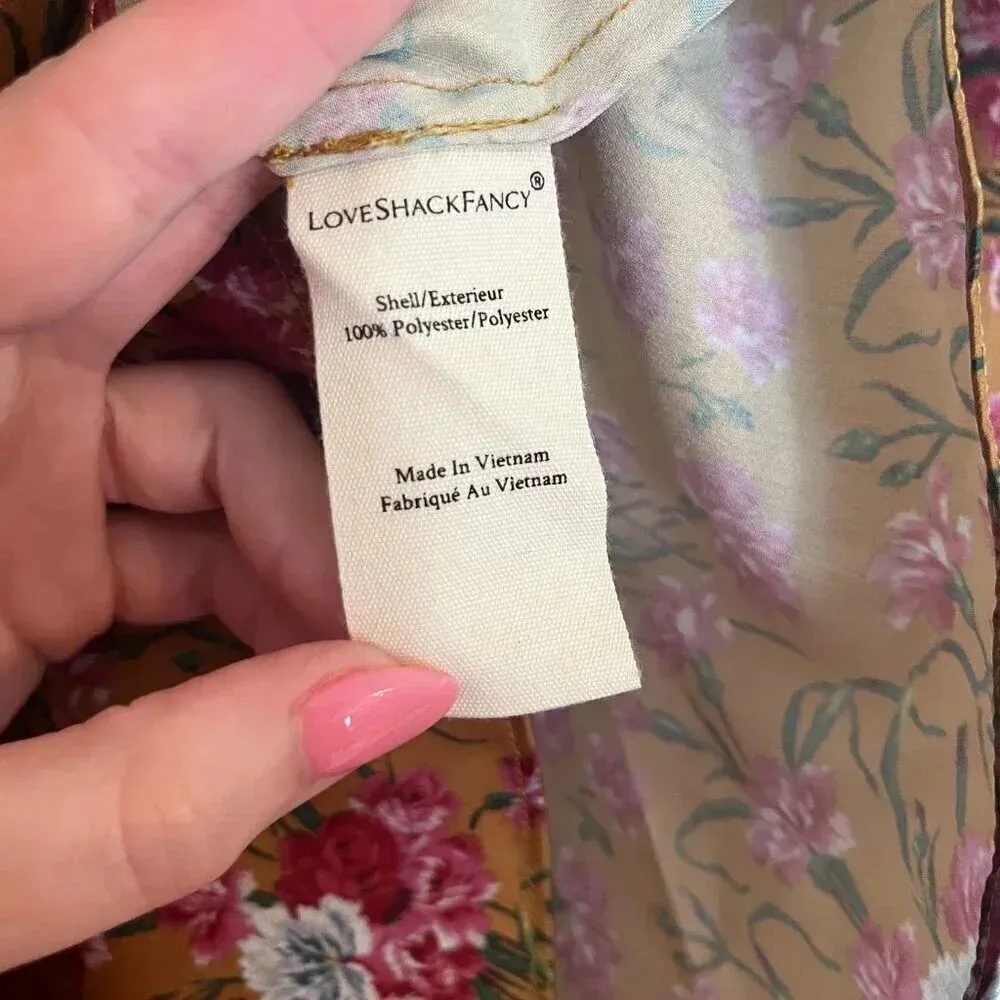 LOVESHACKFANCY®
Shell/Exterieur
100% Polyester/Polyester
Made In Vietnam
Fabriqué Au Vietnam